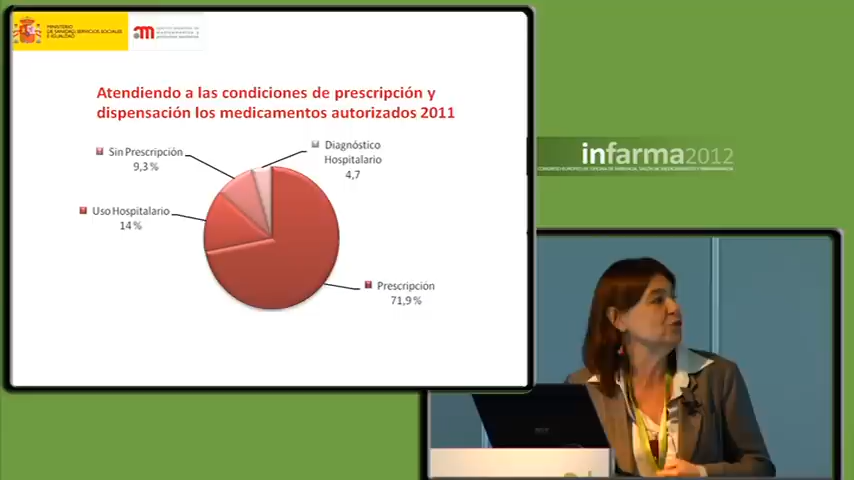 MINISTERIO
DE SANIDAD, SERVICIOS SOCIALES
E IGUALDAD
am
Atendiendo a las condiciones de prescripción y
dispensación los medicamentos autorizados 2011
Sin Prescripción
9,3%
Diagnóstico
Hospitalario
4,7
Uso Hospitalario
14%
Prescripción
71,9%
infarma2012